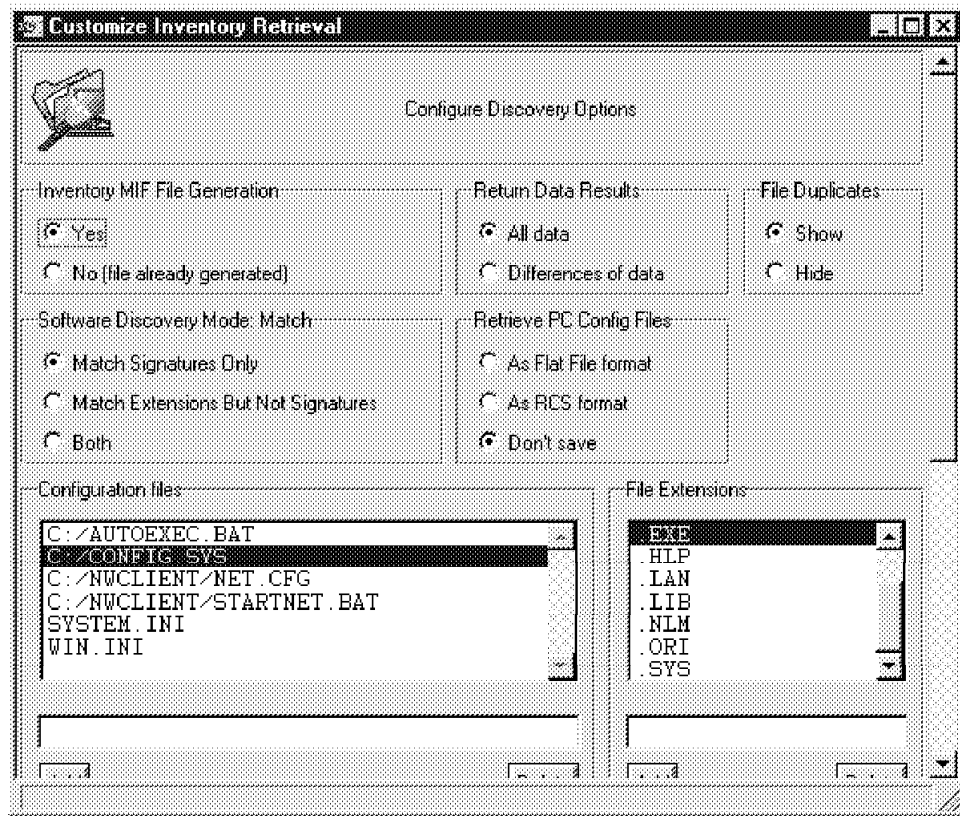 Customize Inventory Retrieval
Configure Discovery Options
Inventory MIF File Generation
Yes
No (file already generated)
Return Data Results
All data
Differences of data
File Duplicates
Show
Hide
Software Discovery Mode: Match
Match Signatures Only
Match Extensions But Not Signatures
Both
Retrieve PC Config Files
As Flat File format
As RCS format
Don't save
Configuration files
C:/AUTOEXEC.BAT
C:/CONFIG.SYS
C:/NWCLIENT/NET.CFG
C:/NWCLIENT/STARTNET.BAT
SYSTEM.INI
WIN.INI
File Extensions
.EXE
.HLP
.LAN
.LIB
.NLM
.ORI
.SYS